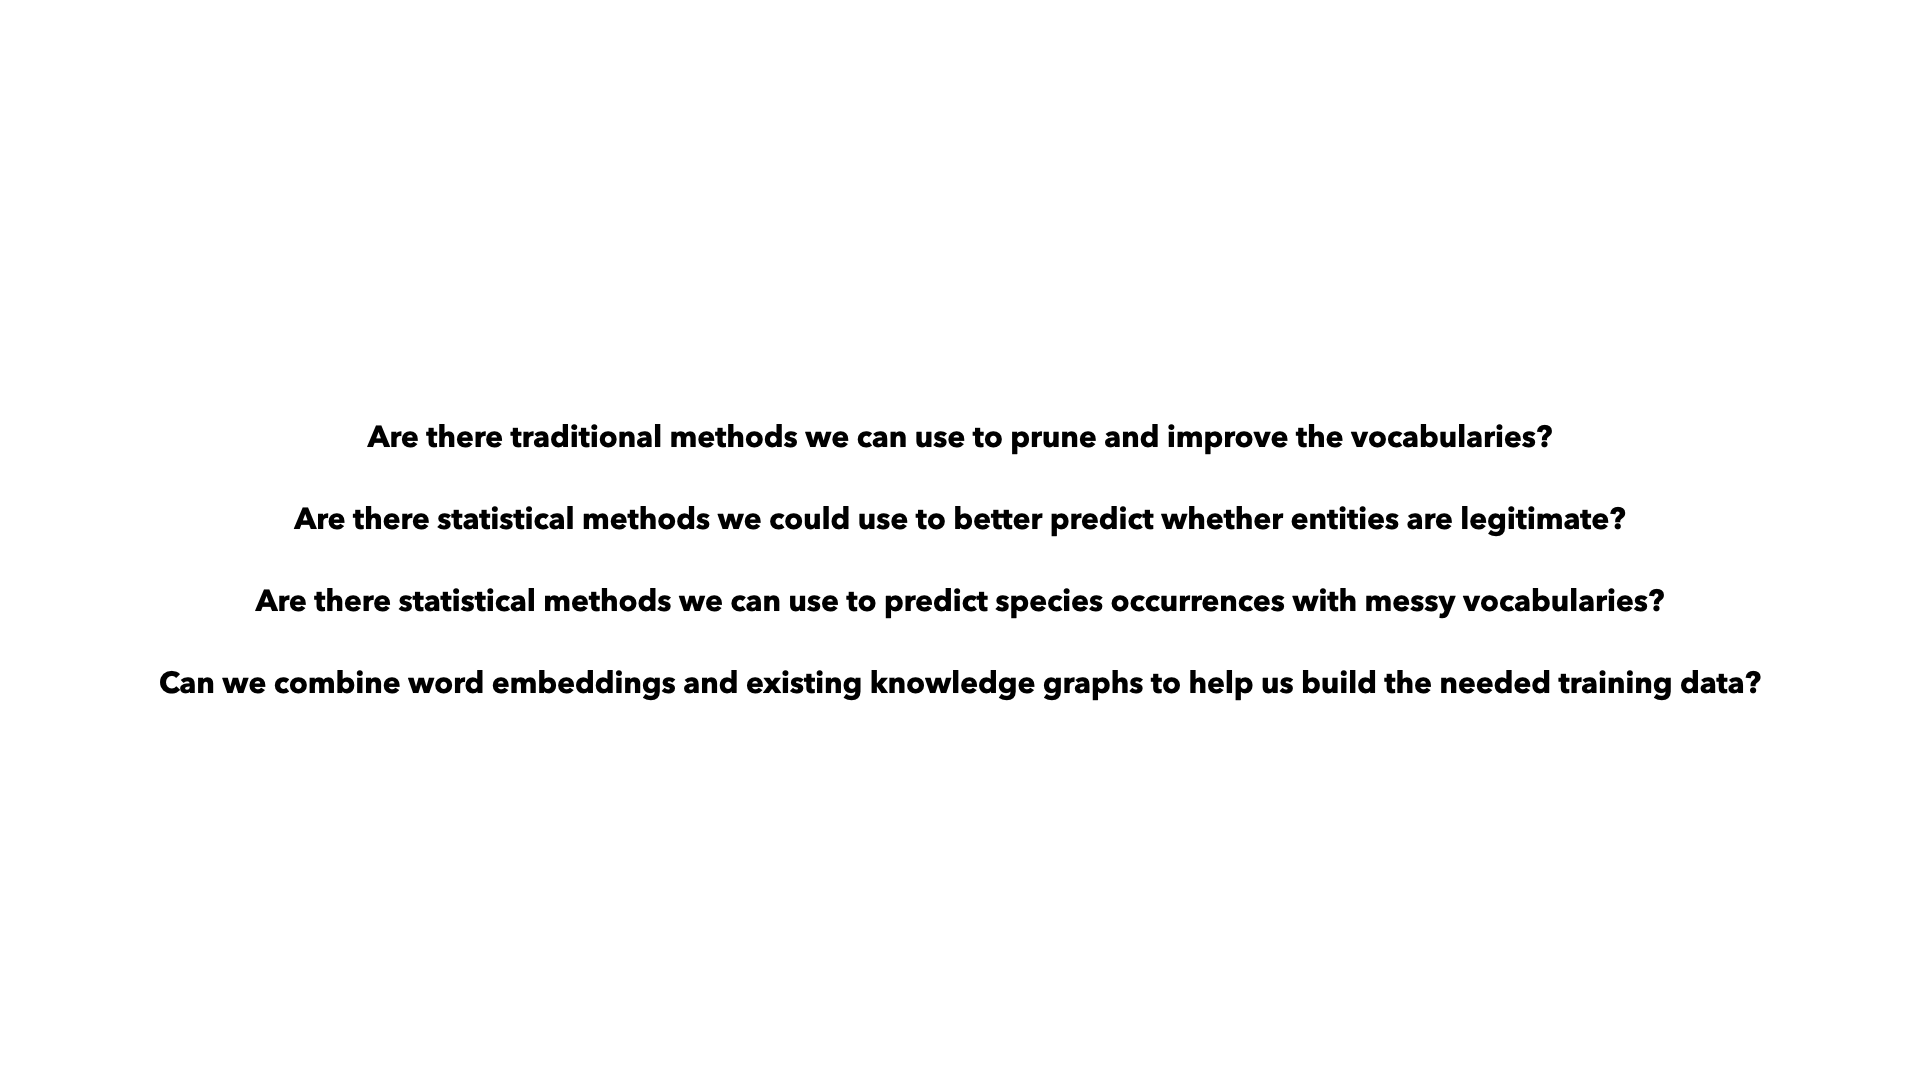 Are there traditional methods we can use to prune and improve the vocabularies?
Are there statistical methods we could use to better predict whether entities are legitimate?
Are there statistical methods we can use to predict species occurrences with messy vocabularies?
Can we combine word embeddings and existing knowledge graphs to help us build the needed training data?